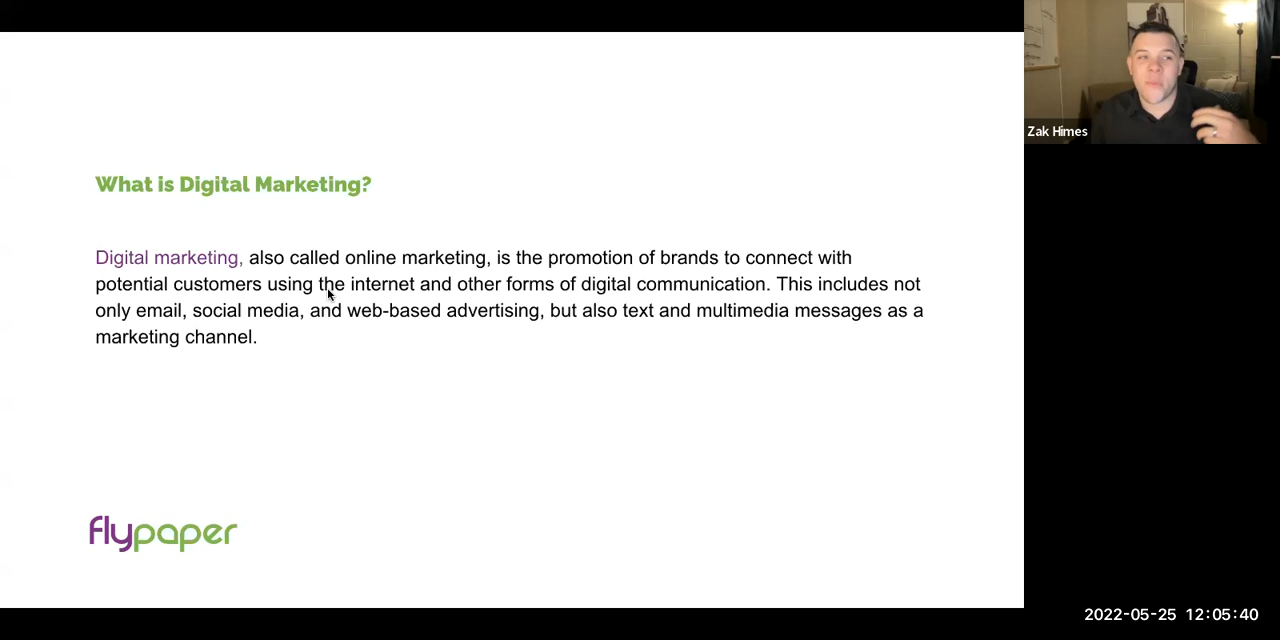 What is Digital Marketing?
Digital marketing, also called online marketing, is the promotion of brands to connect with
potential customers using the internet and other forms of digital communication. This includes not
only email, social media, and web-based advertising, but also text and multimedia messages as a
marketing channel.
flypaper
Zak Himes
2022-05-25 12:05:40